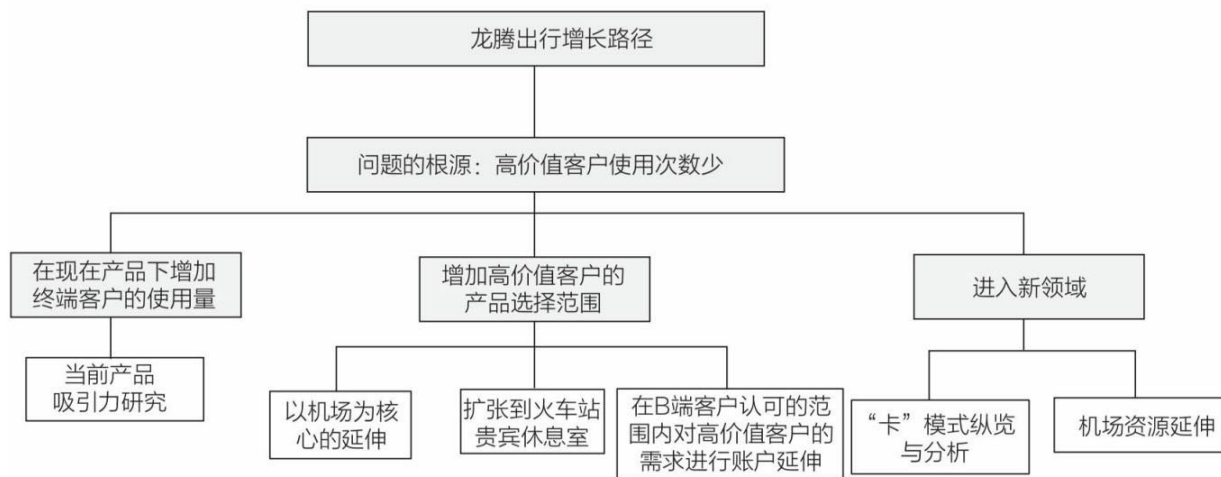 龙腾出行增长路径
问题的根源：高价值客户使用次数少
在现在产品下增加
终端客户的使用量
增加高价值客户的
产品选择范围
进入新领域
当前产品
吸引力研究
以机场为核
心的延伸
扩张到火车站
贵宾休息室
在B端客户认可的范
围内对高价值客户的
需求进行账户延伸
“卡”模式纵览
与分析
机场资源延伸